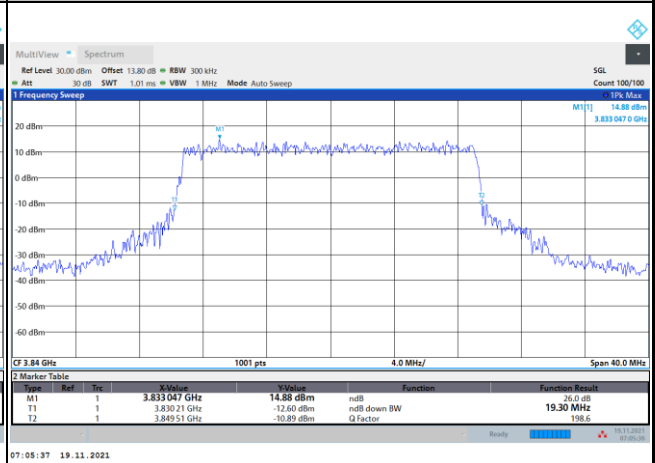 MultiView Spectrum
Ref Level 30.00 dBm Offset 13.80 dB RBW 300 kHz SGL
Att 30 dB SWT 1.01 ms VBW 1 MHz Mode Auto Sweep Count 100/100
1 Frequency Sweep 1Pk Max
M1[1] 14.88 dBm
3.833 047 0 GHz
M1
20 dBm
10 dBm
0 dBm
T1
T2
-10 dBm
-20 dBm
-30 dBm
-40 dBm
-50 dBm
-60 dBm
CF 3.84 GHz 1001 pts 4.0 MHz/ Span 40.0 MHz
2 Marker Table
Type Ref Trc X-Value Y-Value Function Function Result
M1 1 3.833 047 GHz 14.88 dBm ndB 26.0 dB
T1 1 3.830 21 GHz -12.60 dBm ndB down BW 19.30 MHz
T2 1 3.849 51 GHz -10.89 dBm Q Factor 198.6
Ready 19.11.2021
07:05:36
07:05:37 19.11.2021